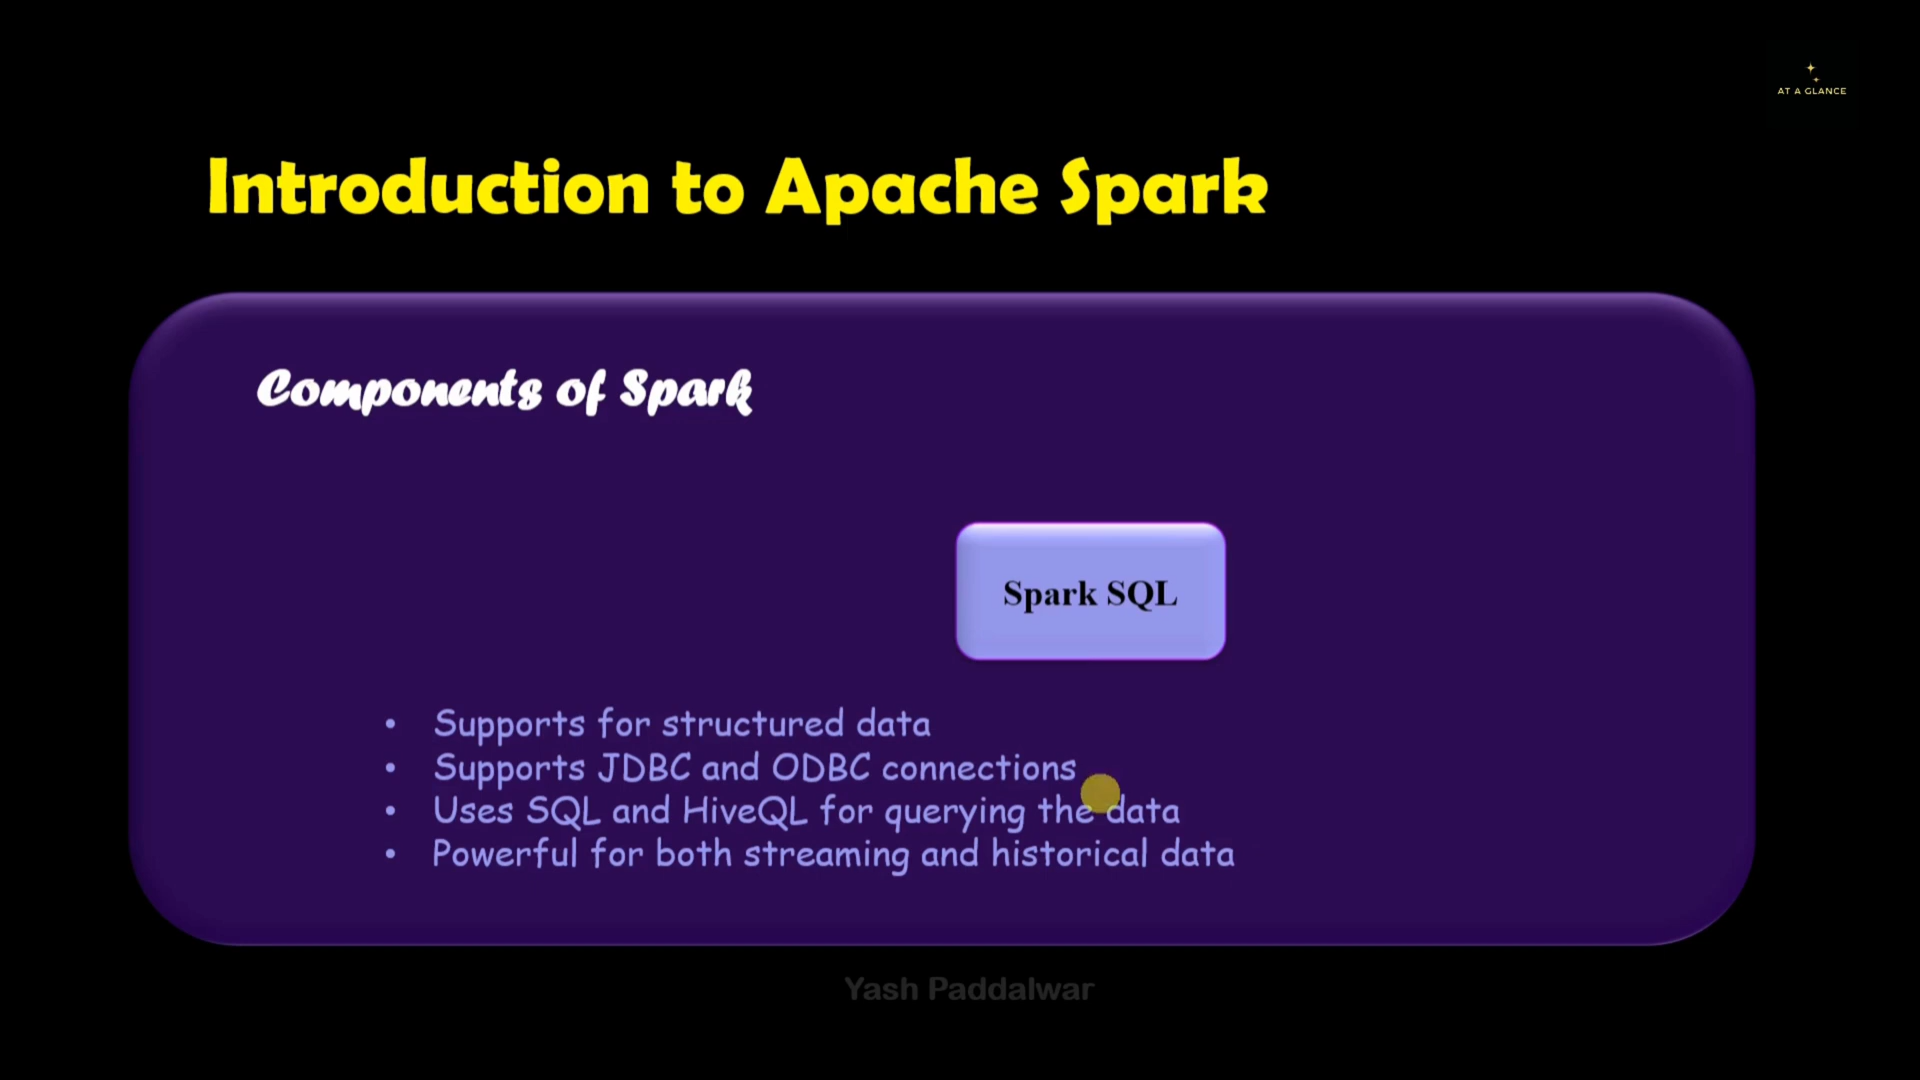 AT A GLANCE
Introduction to Apache Spark
Components of Spark
Spark SQL
• Supports for structured data
• Supports JDBC and ODBC connections
• Uses SQL and HiveQL for querying the data
• Powerful for both streaming and historical data
Yash Paddalwar